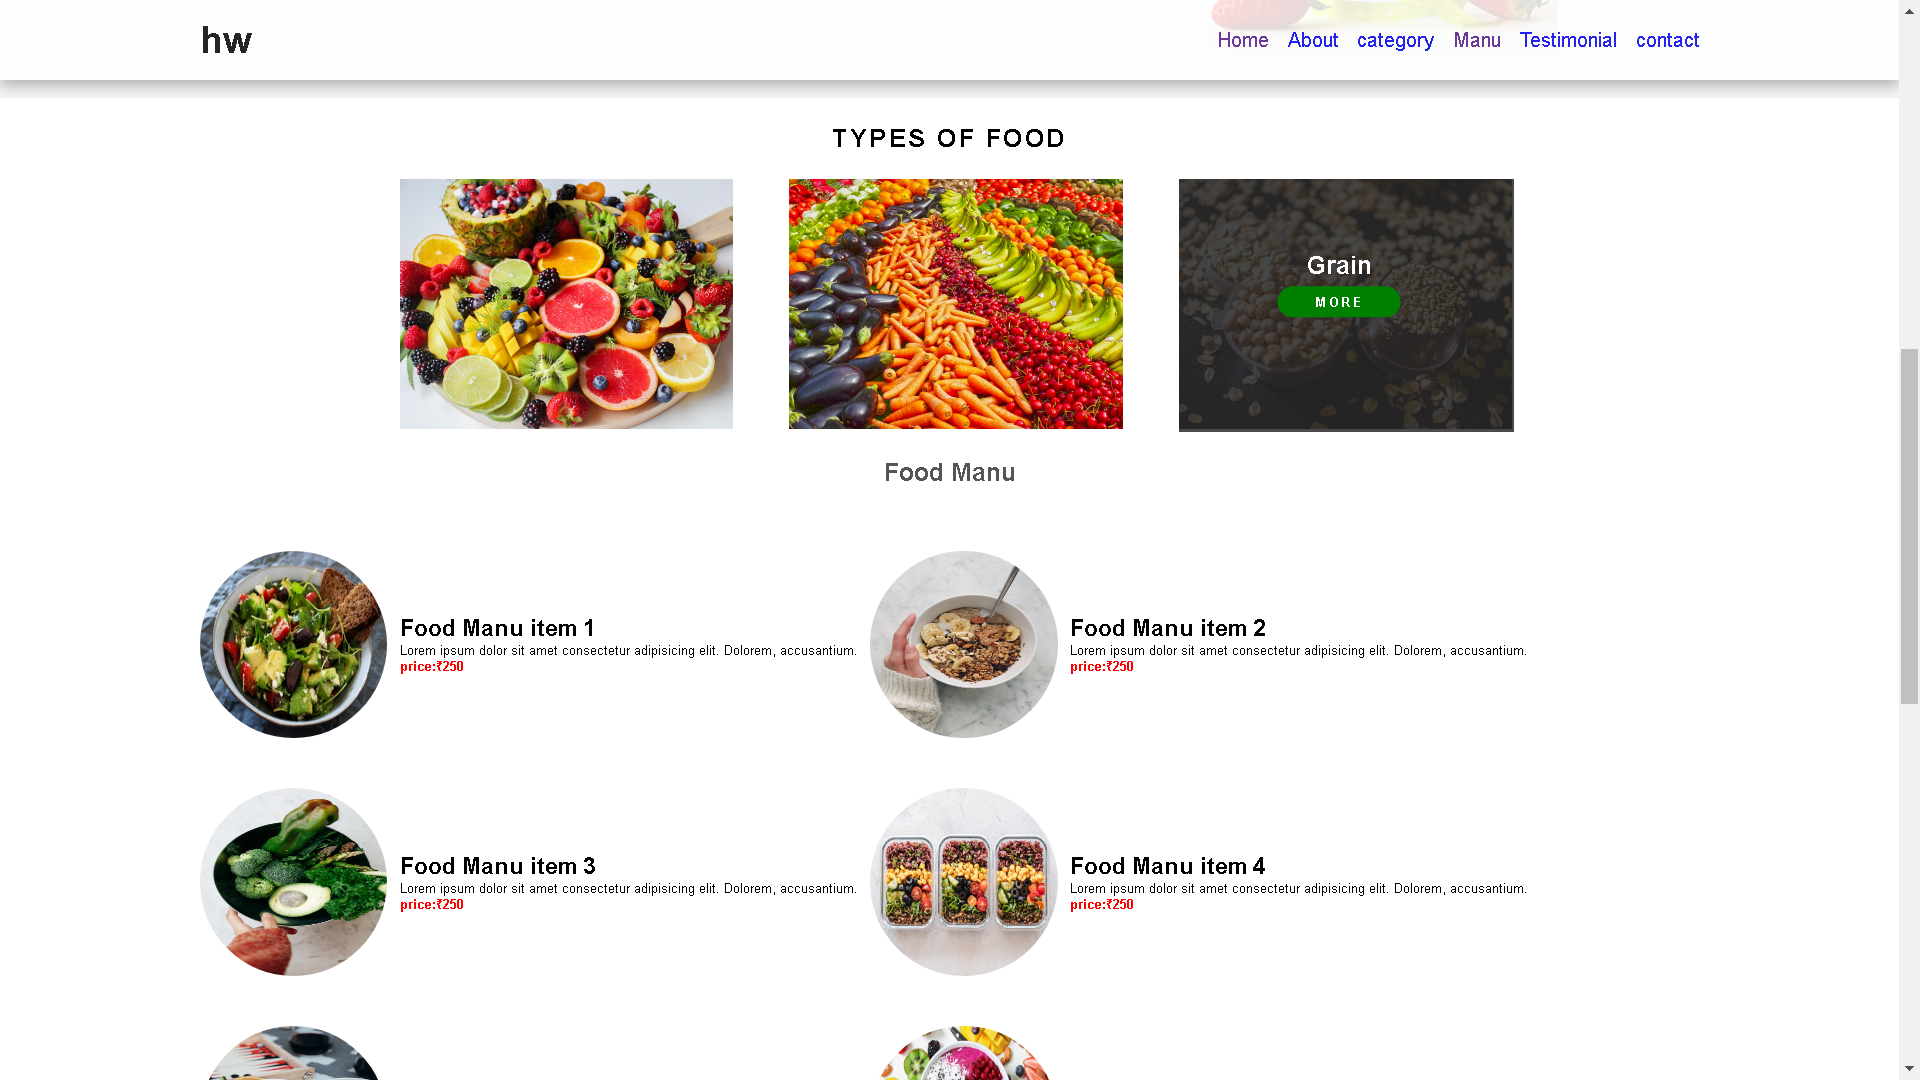 hw
Home About category Manu Testimonial contact
TYPES OF FOOD
Grain
MORE
Food Manu
Food Manu item 1
Lorem ipsum dolor sit amet consectetur adipisicing elit. Dolorem, accusantium.
price:₹250
Food Manu item 2
Lorem ipsum dolor sit amet consectetur adipisicing elit. Dolorem, accusantium.
price:₹250
Food Manu item 3
Lorem ipsum dolor sit amet consectetur adipisicing elit. Dolorem, accusantium.
price:₹250
Food Manu item 4
Lorem ipsum dolor sit amet consectetur adipisicing elit. Dolorem, accusantium.
price:₹250